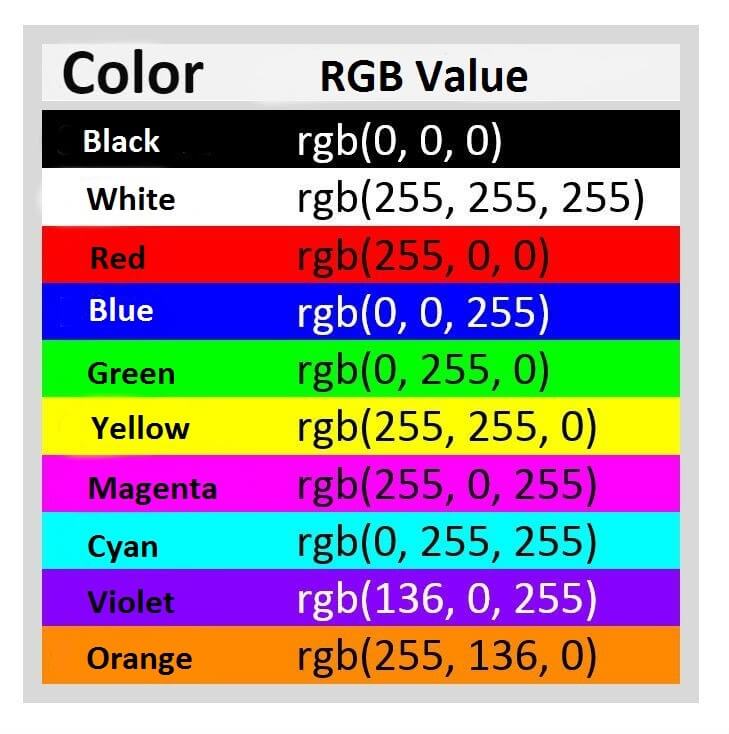 Color RGB Value
Black rgb(0, 0, 0)
White rgb(255, 255, 255)
Red rgb(255, 0, 0)
Blue rgb(0, 0, 255)
Green rgb(0, 255, 0)
Yellow rgb(255, 255, 0)
Magenta rgb(255, 0, 255)
Cyan rgb(0, 255, 255)
Violet rgb(136, 0, 255)
Orange rgb(255, 136, 0)